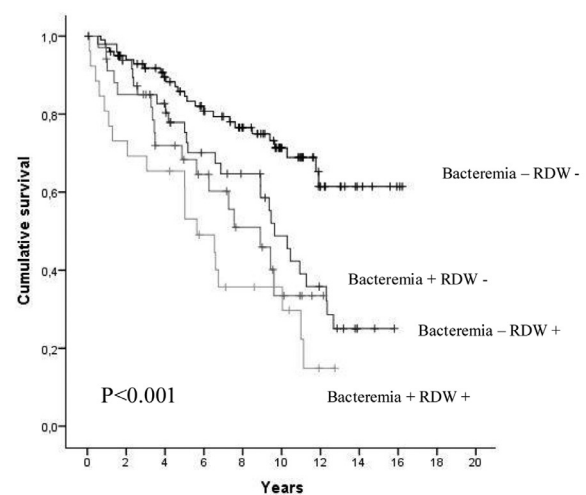 1,0
0,8
0,6
0,4
0,2
0,0
Cumulative survival
Bacteremia – RDW -
Bacteremia + RDW -
Bacteremia – RDW +
Bacteremia + RDW +
P<0.001
0 2 4 6 8 10 12 14 16 18 20
Years